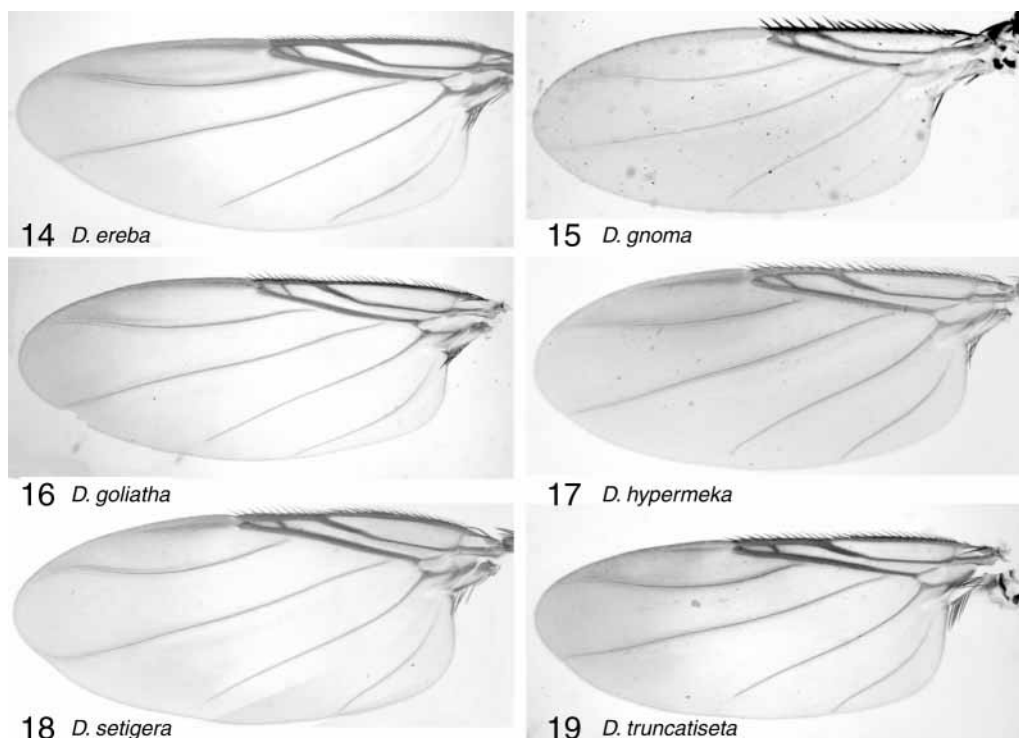 14 D. ereba
15 D. gnoma
16 D. goliatha
17 D. hypermeka
18 D. setigera
19 D. truncatiseta